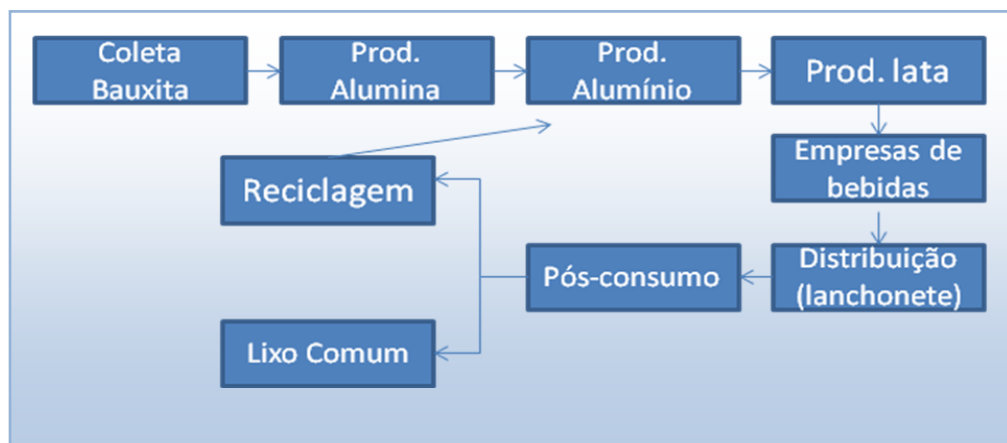 Coleta
Bauxita
Prod.
Alumina
Prod.
Alumínio
Prod. lata
Empresas de
bebidas
Distribuição
(lanchonete)
Pós-consumo
Reciclagem
Lixo Comum